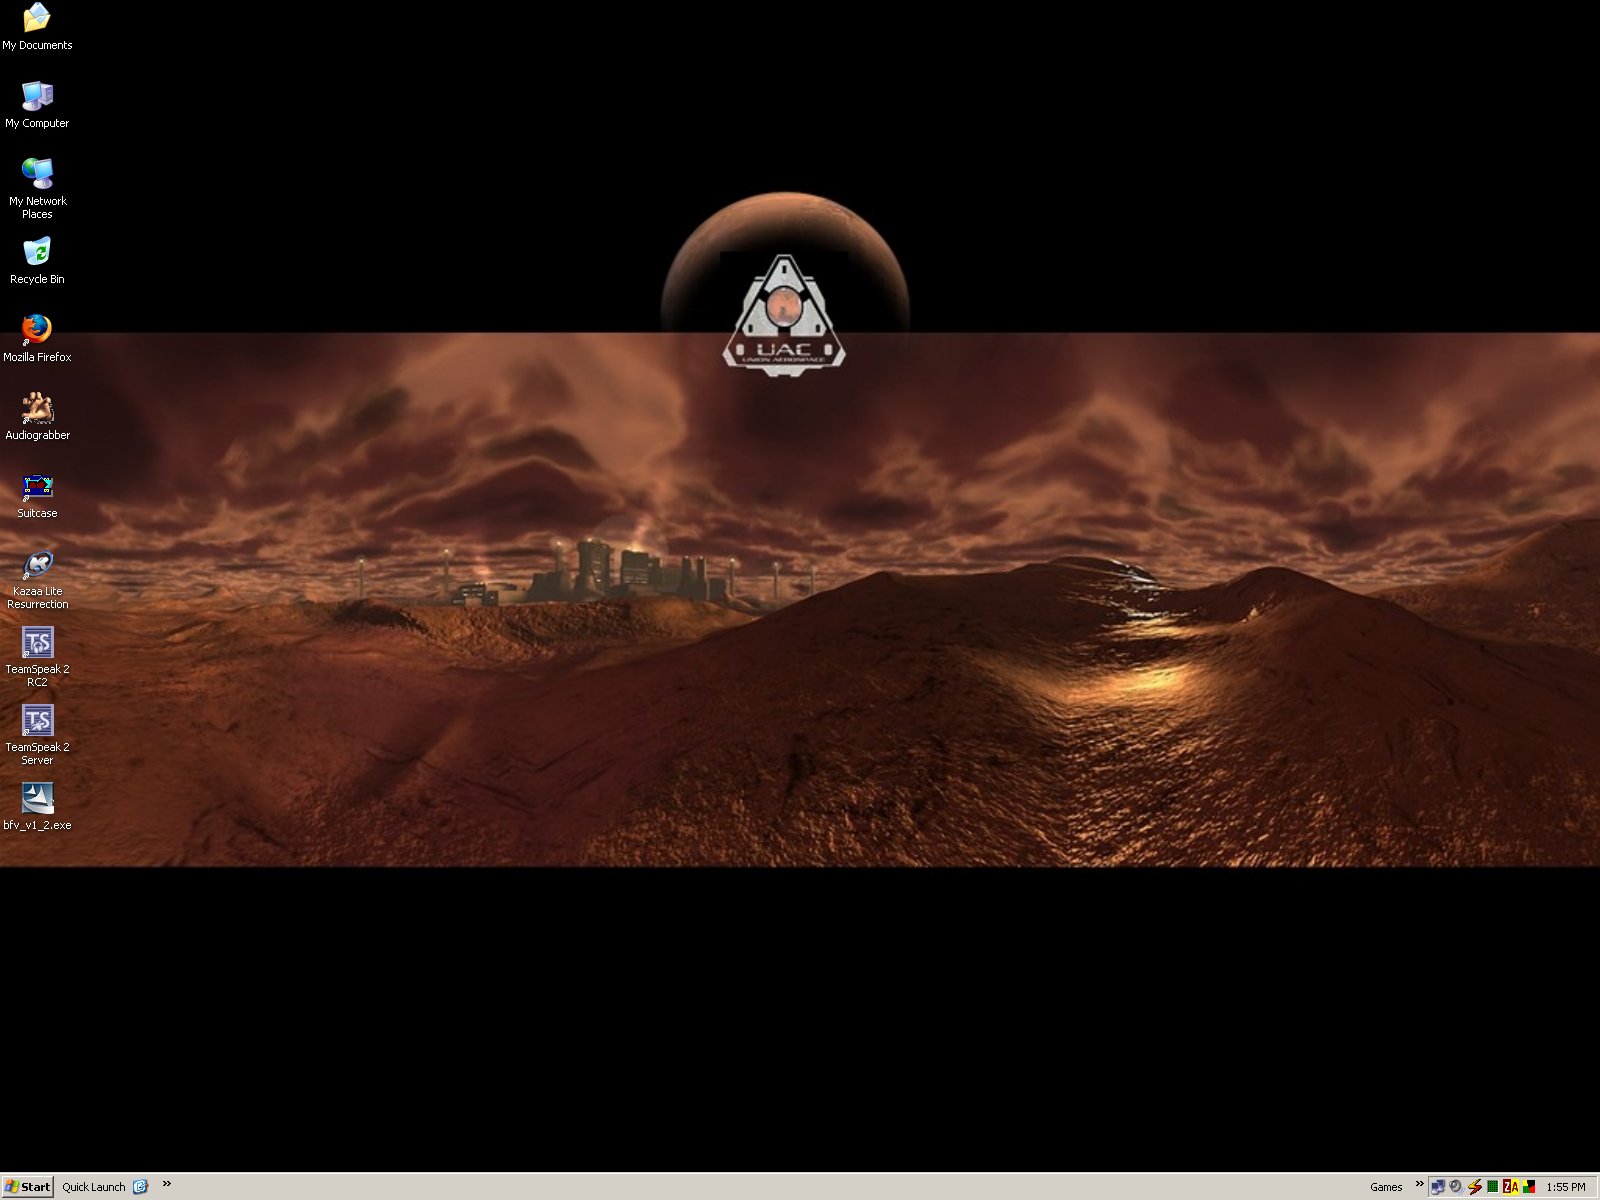 My Documents
My Computer
My Network
Places
Recycle Bin
Mozilla Firefox
Audiograbber
Suitcase
Kazaa Lite
Resurrection
TeamSpeak 2
RC2
TeamSpeak 2
Server
bfv_v1_2.exe
UAC
UNION AEROSPACE
Start
Quick Launch
»
Games
»
ZA
1:55 PM